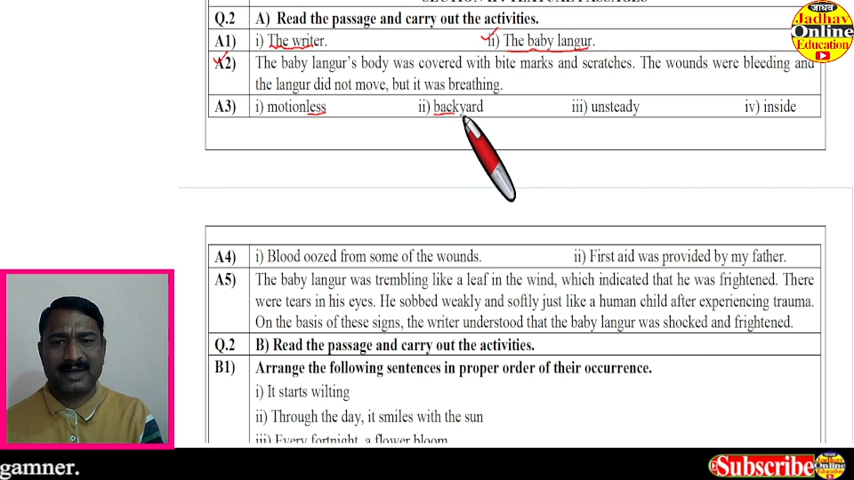 Q.2 A) Read the passage and carry out the activities.
A1) i) The writer. ii) The baby langur.
A2) The baby langur's body was covered with bite marks and scratches. The wounds were bleeding and
the langur did not move, but it was breathing.
A3) i) motionless ii) backyard iii) unsteady iv) inside
A4) i) Blood oozed from some of the wounds. ii) First aid was provided by my father.
A5) The baby langur was trembling like a leaf in the wind, which indicated that he was frightened. There
were tears in his eyes. He sobbed weakly and softly just like a human child after experiencing trauma.
On the basis of these signs, the writer understood that the baby langur was shocked and frightened.
Q.2 B) Read the passage and carry out the activities.
B1) Arrange the following sentences in proper order of their occurrence.
i) It starts wilting
ii) Through the day, it smiles with the sun
iii) Every fortnight, a flower bloom
जाधव
Jadhav
Online
Education
gamner.
Subscribe